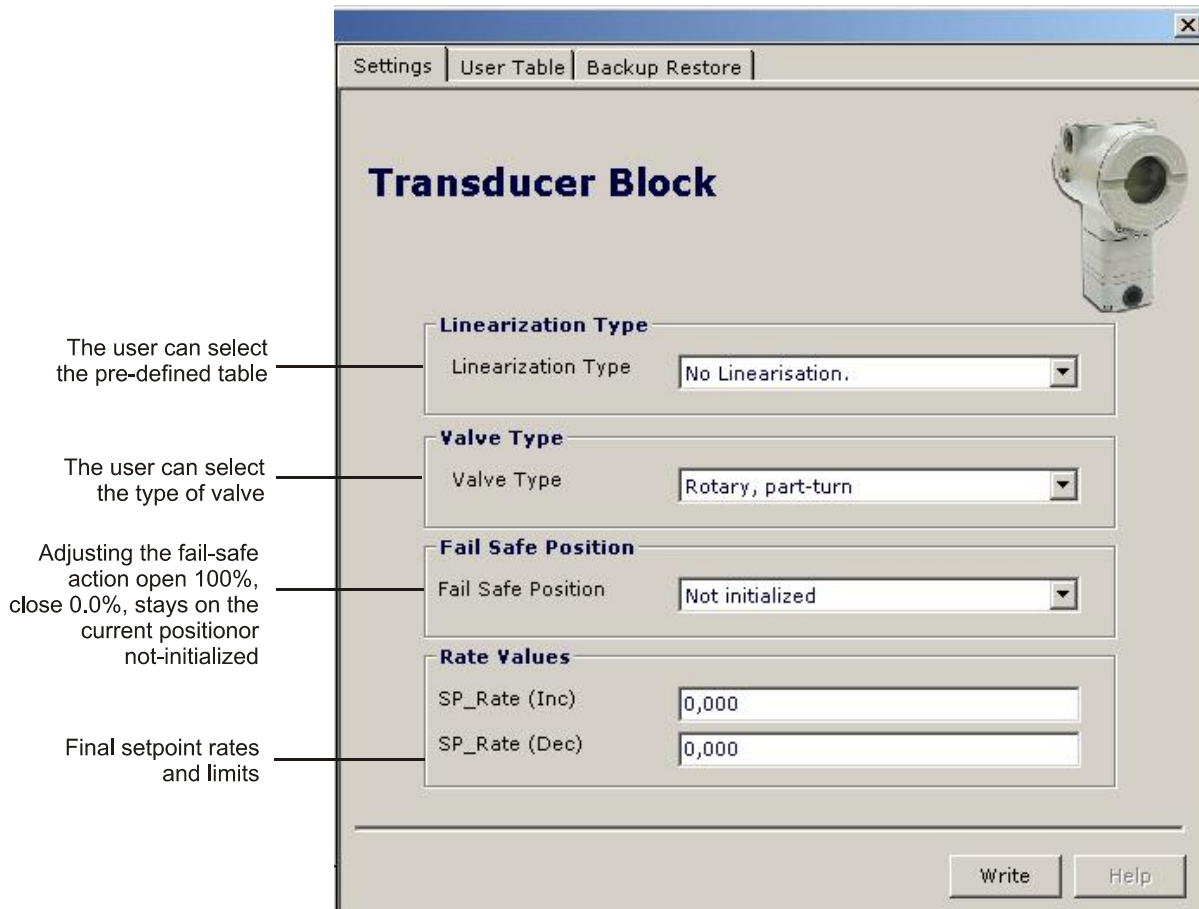 Settings
User Table
Backup Restore
Transducer Block
The user can select
the pre-defined table
Linearization Type
Linearization Type
No Linearisation.
The user can select
the type of valve
Valve Type
Valve Type
Rotary, part-turn
Adjusting the fail-safe
action open 100%,
close 0.0%, stays on the
current positionor
not-initialized
Fail Safe Position
Fail Safe Position
Not initialized
Final setpoint rates
and limits
Rate Values
SP_Rate (Inc)
0,000
SP_Rate (Dec)
0,000
Write
Help